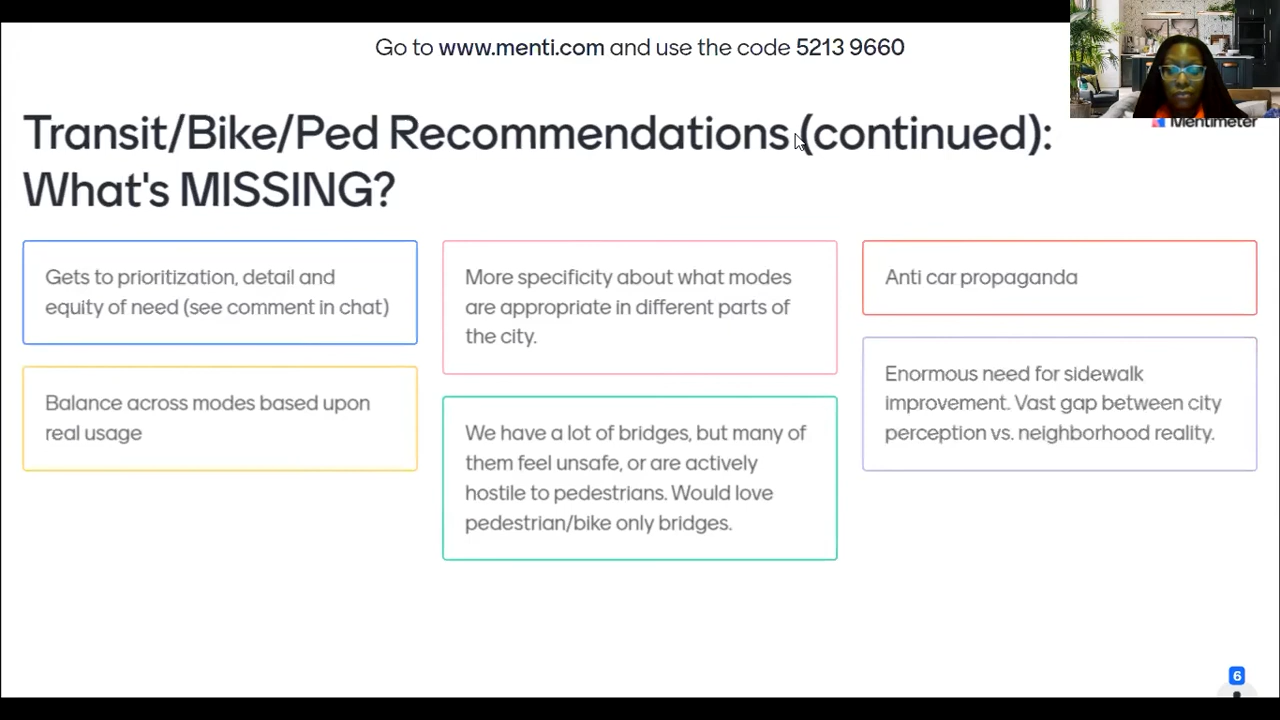 Go to www.menti.com and use the code 5213 9660
Mentimeter
Transit/Bike/Ped Recommendations (continued):
What's MISSING?
Gets to prioritization, detail and
equity of need (see comment in chat)
Balance across modes based upon
real usage
More specificity about what modes
are appropriate in different parts of
the city.
We have a lot of bridges, but many of
them feel unsafe, or are actively
hostile to pedestrians. Would love
pedestrian/bike only bridges.
Anti car propaganda
Enormous need for sidewalk
improvement. Vast gap between city
perception vs. neighborhood reality.
6